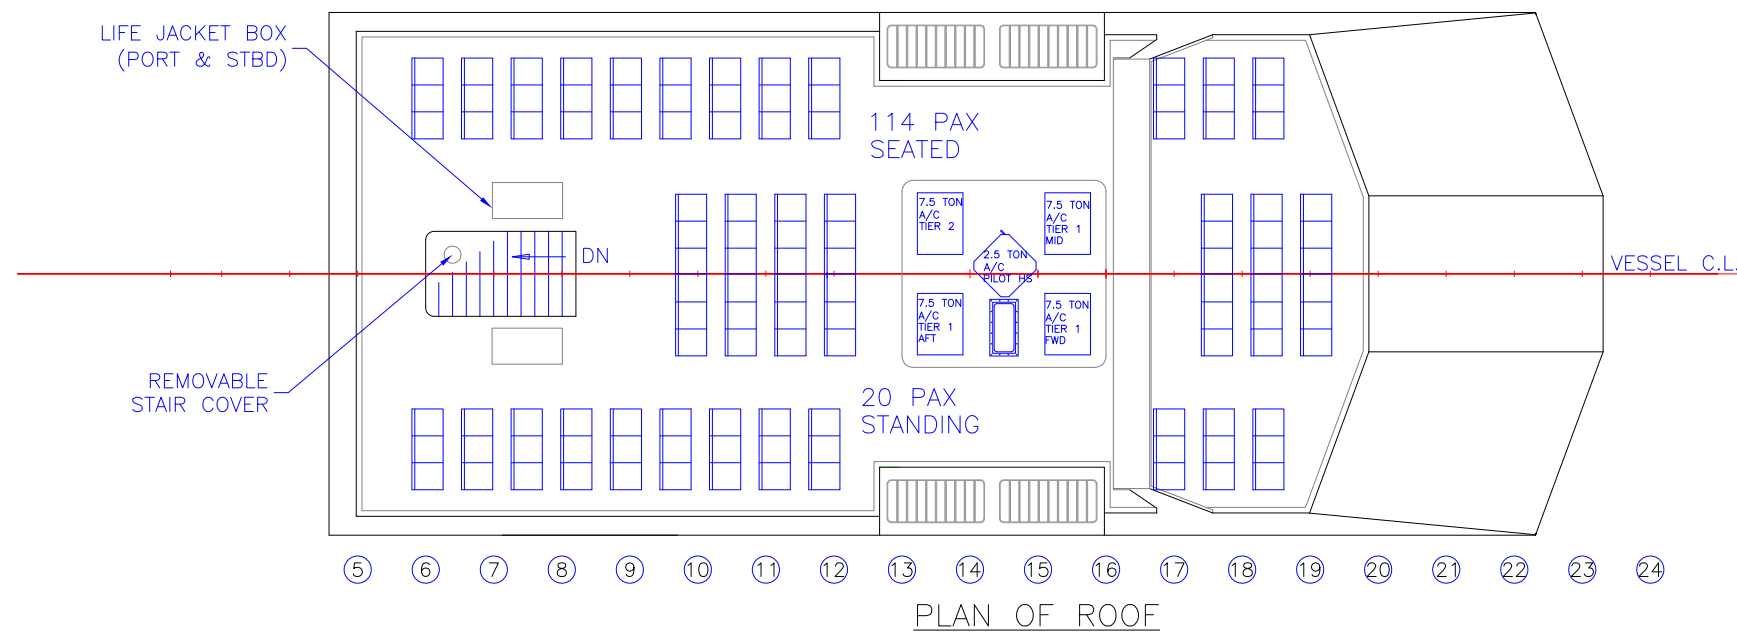 LIFE JACKET BOX
(PORT & STBD)
114 PAX
SEATED
7.5 TON
A/C
TIER 2
7.5 TON
A/C
TIER 1
MID
2.5 TON
A/C
PILOT HS
DN
VESSEL C.L.
7.5 TON
A/C
TIER 1
AFT
7.5 TON
A/C
TIER 1
FWD
REMOVABLE
STAIR COVER
20 PAX
STANDING
5 6 7 8 9 10 11 12 13 14 15 16 17 18 19 20 21 22 23 24
PLAN OF ROOF